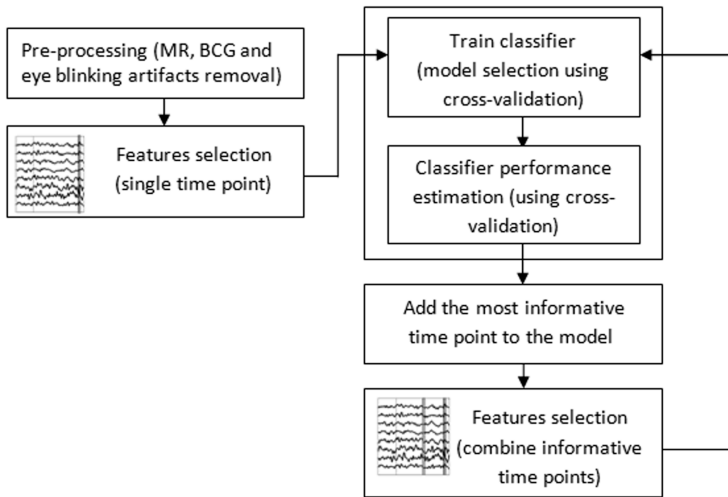 Pre-processing (MR, BCG and
eye blinking artifacts removal)
Features selection
(single time point)
Train classifier
(model selection using
cross-validation)
Classifier performance
estimation (using cross-
validation)
Add the most informative
time point to the model
Features selection
(combine informative
time points)